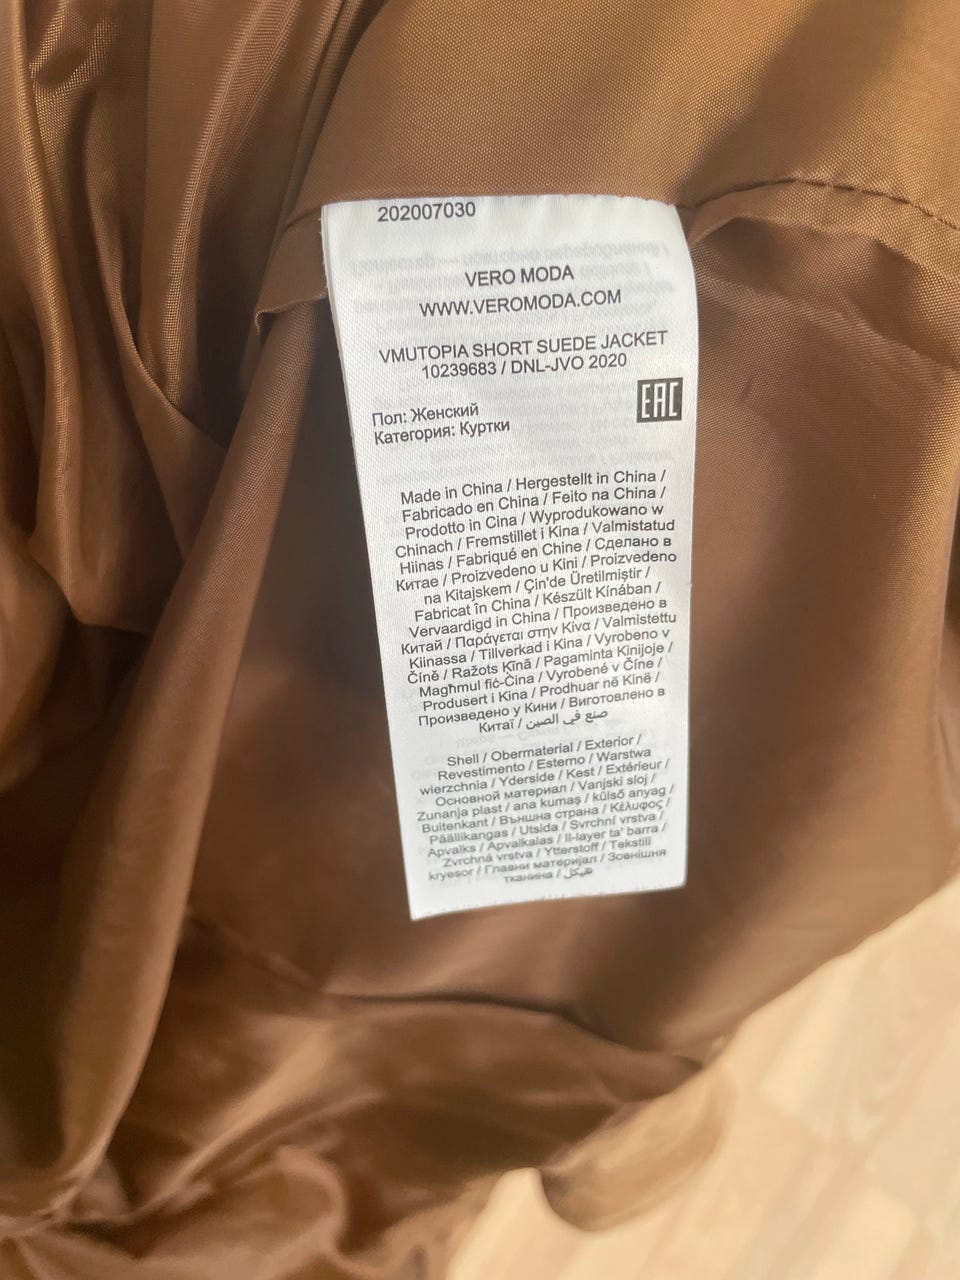 202007030
VERO MODA
WWW.VEROMODA.COM
VMUTOPIA SHORT SUEDE JACKET
10239683 / DNL-JVO 2020
EAC
Пол: Женский
Категория: Куртки
Made in China / Hergestellt in China /
Fabricado en China / Feito na China /
Prodotto in Cina / Wyprodukowano w
Chinach / Fremstillet i Kina / Valmistatud
Hiinas / Fabriqué en Chine / Сделано в
Китае / Proizvedeno u Kini / Proizvedeno
na Kitajskem / Çin'de Üretilmiştir /
Fabricat în China / Készült Kínában /
Vervaardigd in China / Произведено в
Китай / Παράγεται στην Κίνα / Valmistettu
Kiinassa / Tillverkad i Kina / Vyrobeno v
Číně / Ražots Ķīnā / Pagaminta Kinijoje /
Magħmul fiċ-Ċina / Vyrobené v Číne /
Produsert i Kina / Prodhuar në Kinë /
Произведено у Кини / Виготовлено в
Китаї / صنع في الصين
Shell / Obermaterial / Exterior /
Revestimento / Esterno / Warstwa
wierzchnia / Yderside / Kest / Extérieur /
Основной материал / Vanjski sloj /
Zunanja plast / ana kumaş / külső anyag /
Buitenkant / Външна страна / Κέλυφος /
Päällikangas / Utsida / Svrchní vrstva /
Apvalks / Apvalkalas / Il-layer ta' barra /
Zvrchná vrstva / Ytterstoff / Tekstili
kryesor / Главни материјал / Зовнішня
тканина / هيكل